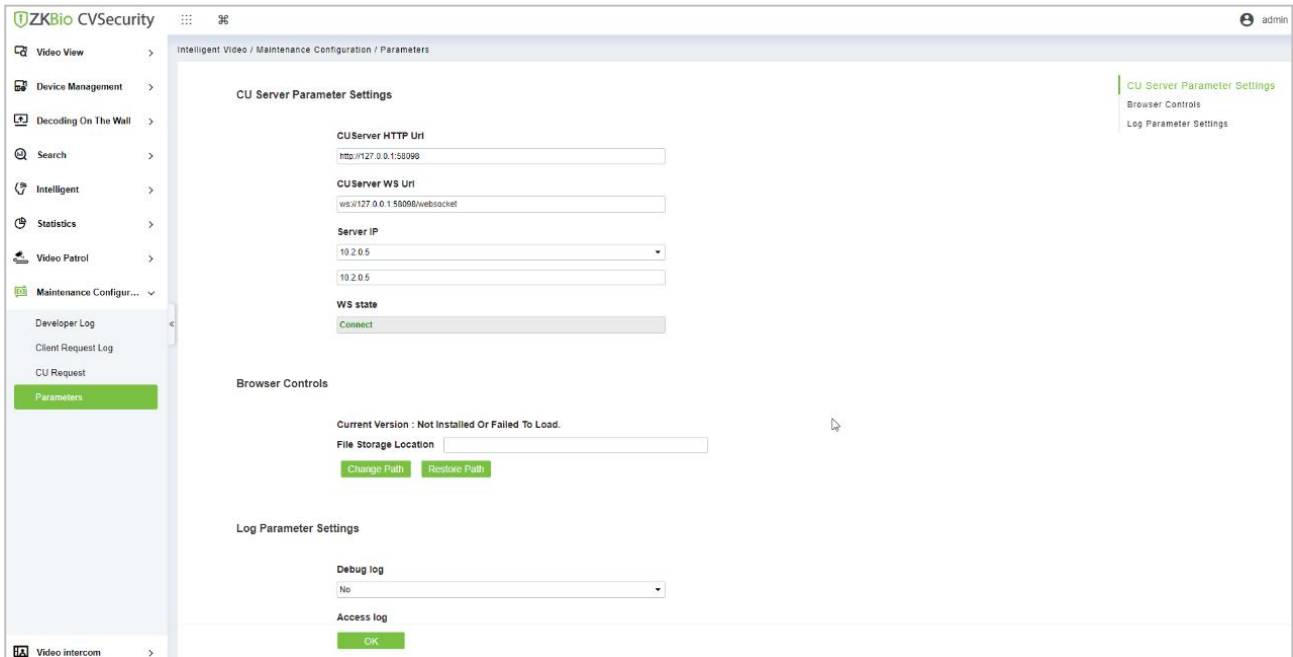 ZKBio CVSecurity
admin
Video View
Device Management
Decoding On The Wall
Search
Intelligent
Statistics
Video Patrol
Maintenance Configur...
Developer Log
Client Request Log
CU Request
Parameters
Video intercom
Intelligent Video / Maintenance Configuration / Parameters
CU Server Parameter Settings
CUServer HTTP Url
http://127.0.0.1:58098
CUServer WS Url
ws://127.0.0.1:58098/websocket
Server IP
10.2.0.5
10.2.0.5
WS state
Connect
Browser Controls
Current Version : Not Installed Or Failed To Load.
File Storage Location
Change Path Restore Path
Log Parameter Settings
Debug log
No
Access log
OK
CU Server Parameter Settings
Browser Controls
Log Parameter Settings